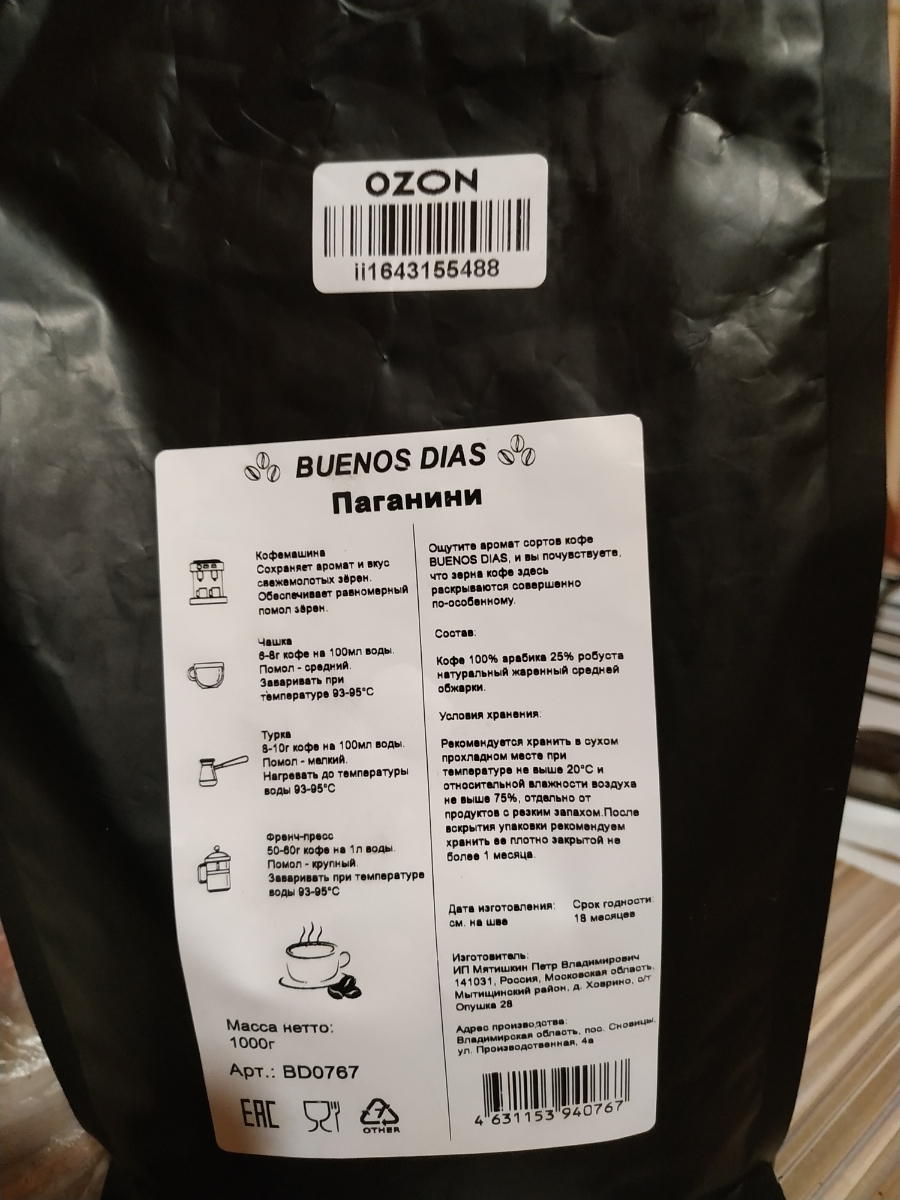 OZON
ii1643155488
BUENOS DIAS
Паганини
Кофемашина
Сохраняет аромат и вкус
свежемолотых зёрен.
Обеспечивает равномерный
помол зёрен.
Чашка
6-8г кофе на 100мл воды.
Помол - средний.
Заваривать при
температуре 93-95°С
Турка
8-10г кофе на 100мл воды.
Помол - мелкий.
Нагревать до температуры
воды 93-95°С
Френч-пресс
50-60г кофе на 1л воды.
Помол - крупный.
Заваривать при температуре
воды 93-95°С
Масса нетто:
1000г
Арт.: BD0767
EAC
7
OTHER
Ощутите аромат сортов кофе
BUENOS DIAS, и вы почувствуете,
что зерна кофе здесь
раскрываются совершенно
по-особенному.
Состав:
Кофе 100% арабика 25% робуста
натуральный жаренный средней
обжарки.
Условия хранения:
Рекомендуется хранить в сухом
прохладном месте при
температуре не выше 20°С и
относительной влажности воздуха
не выше 75%, отдельно от
продуктов с резким запахом.После
вскрытия упаковки рекомендуем
хранить ее плотно закрытой не
более 1 месяца.
Дата изготовления:
см. на шве
Срок годности:
18 месяцев
Изготовитель:
ИП Мятишкин Петр Владимирович
141031, Россия, Московская область,
Мытищинский район, д. Ховрино, с/т
Опушка 28
Адрес производства:
Владимирская область, пос. Сновицы,
ул. Производственная, 4а
4 631153 940767